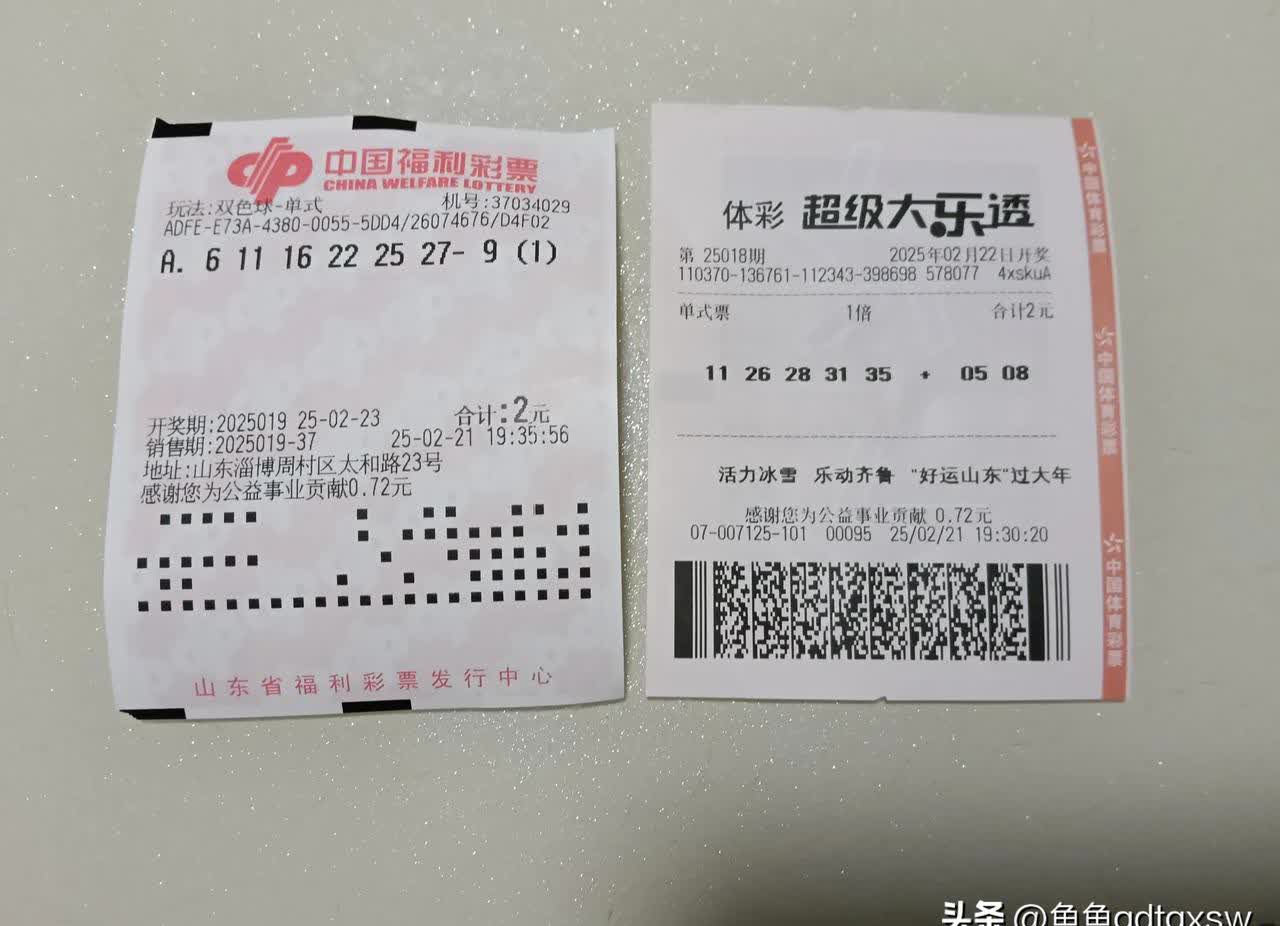 中国福利彩票
CHINA WELFARE LOTTERY
玩法:双色球-单式 机号:37034029
ADFE-E73A-4380-0055-5DD4/26074676/D4F02
A. 6 11 16 22 25 27- 9 (1)
开奖期:2025019 25-02-23 合计:2元
销售期:2025019-37 25-02-21 19:35:56
地址:山东淄博周村区太和路23号
感谢您为公益事业贡献0.72元
山东省福利彩票发行中心
体彩 超级大乐透
第 25018期 2025年02月22日开奖
110370-136761-112343-398698 578077 4xskuA
单式票 1倍 合计2元
11 26 28 31 35 + 05 08
活力冰雪 乐动齐鲁 "好运山东"过大年
感谢您为公益事业贡献 0.72元
07-007125-101 00095 25/02/21 19:30:20
中国体育彩票
中国体育彩票
中国体育彩票
头条 @鱼鱼qdtgxsw